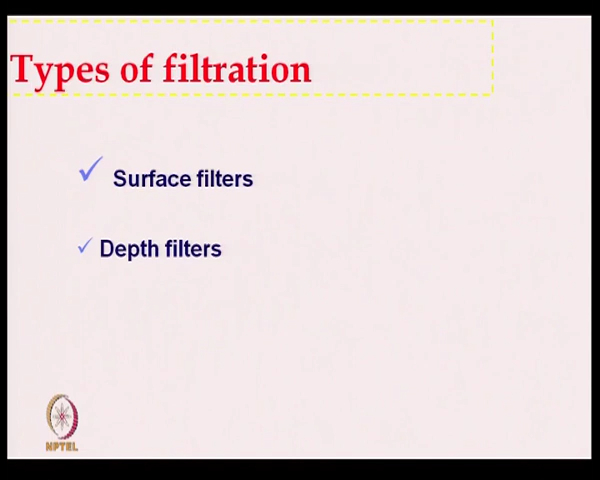 Types of filtration
Surface filters
Depth filters
NPTEL